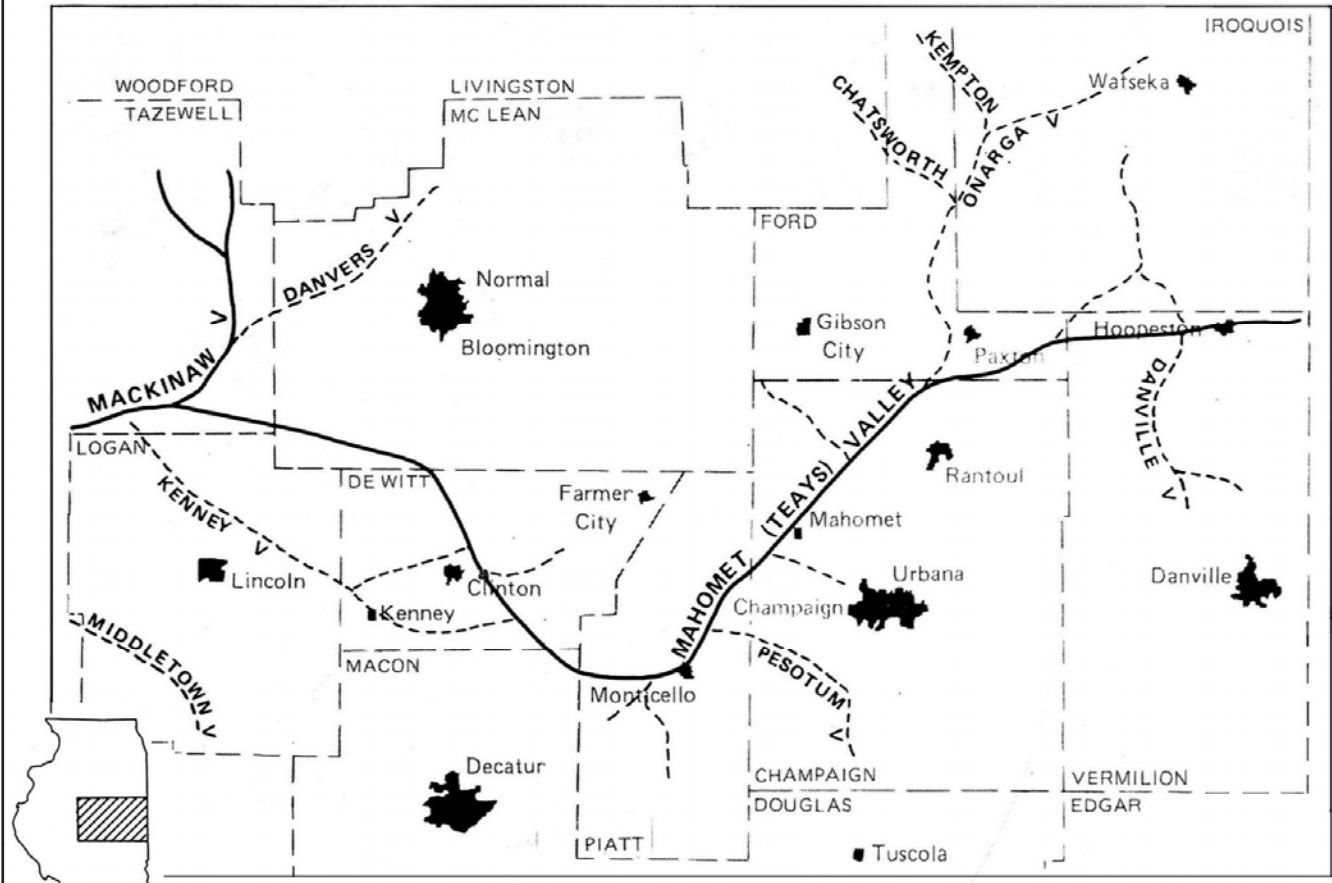 IROQUOIS
WOODFORD
TAZEWELL
LIVINGSTON
MC LEAN
KEMPTON
CHATSWORTH
ONARGA V
Watseka
FORD
DANVERS V
Normal
Bloomington
Gibson
City
Paxton
Hoopeston
MACKINAW V
LOGAN
DE WITT
KENNEY V
Farmer
City
Rantoul
DANVILLE V
MAHOMET (TEAYS) VALLEY
Mahomet
Lincoln
Clinton
Kenney
Champaign
Urbana
Danville
MIDDLETOWN V
MACON
Monticello
PESOTUM V
Decatur
CHAMPAIGN
DOUGLAS
VERMILION
EDGAR
PIATT
Tuscola